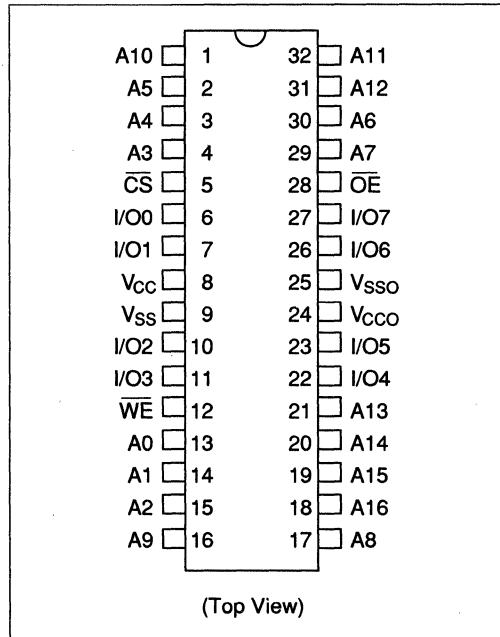 A10 1 32 A11
A5 2 31 A12
A4 3 30 A6
A3 4 29 A7
C̅S̅ 5 28 O̅E̅
I/O0 6 27 I/O7
I/O1 7 26 I/O6
VCC 8 25 VSSO
VSS 9 24 VCCO
I/O2 10 23 I/O5
I/O3 11 22 I/O4
W̅E̅ 12 21 A13
A0 13 20 A14
A1 14 19 A15
A2 15 18 A16
A9 16 17 A8
(Top View)